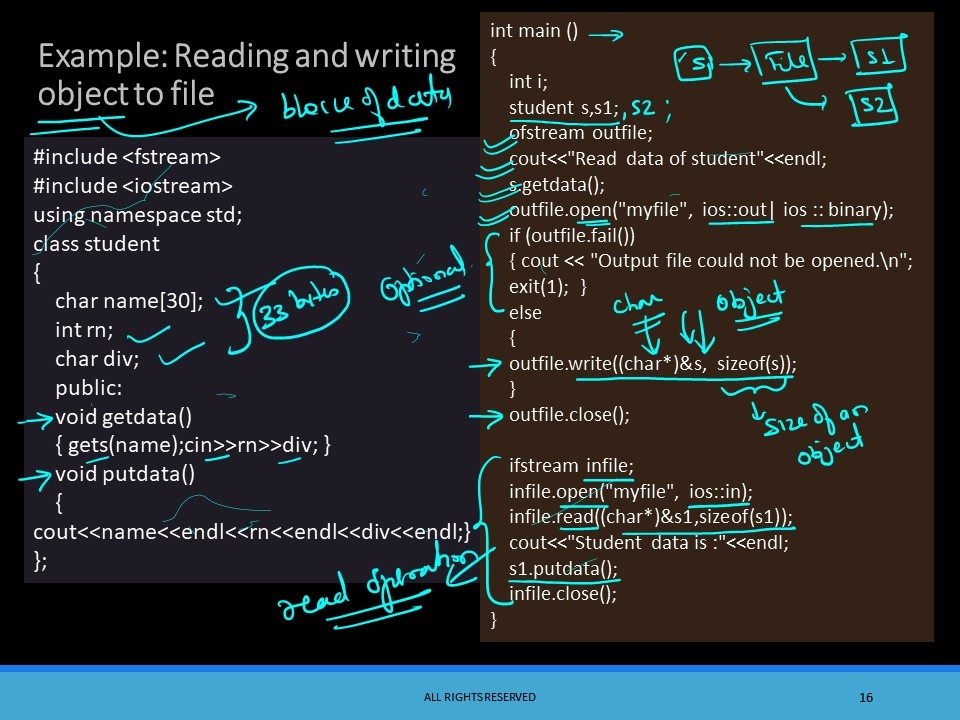 Example: Reading and writing
object to file
block of data
#include <fstream>
#include <iostream>
using namespace std;
class student
{
char name[30];
int rn;
char div;
33 bytes
public:
void getdata()
{ gets(name);cin>>rn>>div; }
void putdata()
{
cout<<name<<endl<<rn<<endl<<div<<endl;}
};
int main ()
{
int i;
student s,s1; , s2 ;
S1
File
S1
S2
ofstream outfile;
cout<<"Read data of student"<<endl;
s.getdata();
outfile.open("myfile", ios::out| ios :: binary);
if (outfile.fail())
{ cout << "Output file could not be opened.\n";
exit(1); }
optional
else
{
char
object
outfile.write((char*)&s, sizeof(s));
}
outfile.close();
size of an
object
ifstream infile;
infile.open("myfile", ios::in);
infile.read((char*)&s1,sizeof(s1));
cout<<"Student data is :"<<endl;
s1.putdata();
infile.close();
}
read operation
ALL RIGHTS RESERVED
16